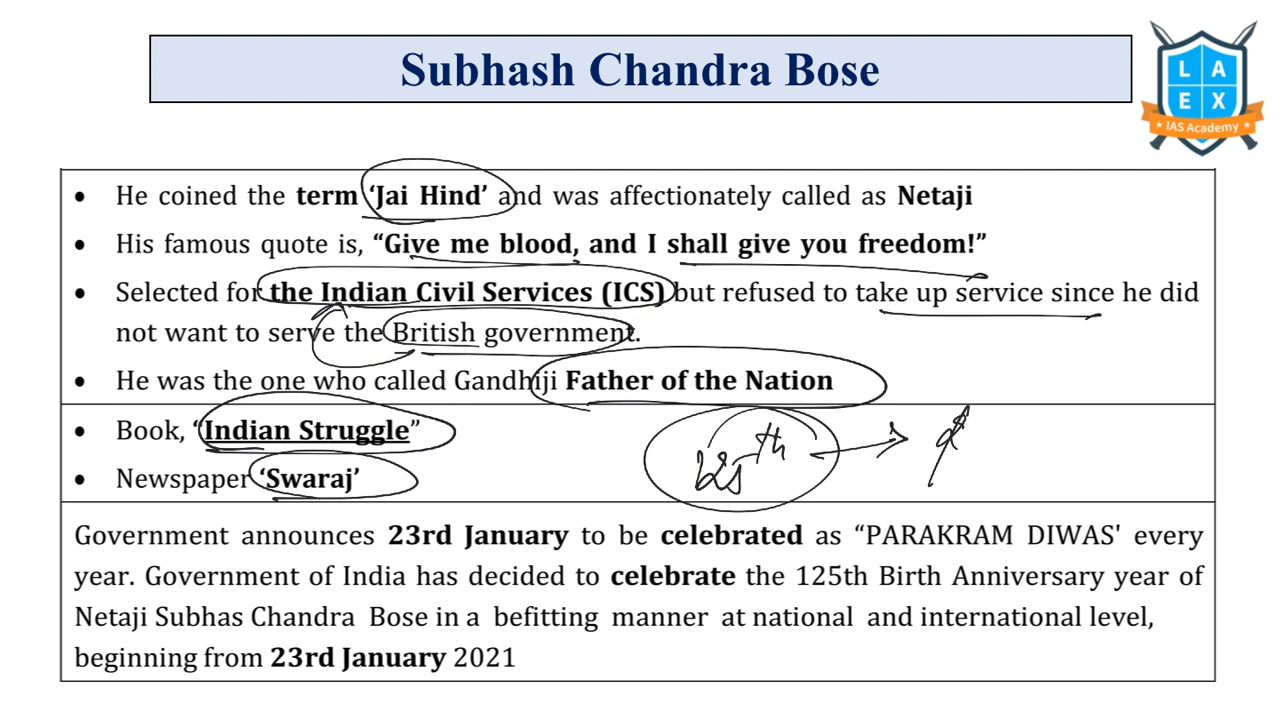 Subhash Chandra Bose
L A
E X
IAS Academy
• He coined the term ‘Jai Hind’ and was affectionately called as Netaji
• His famous quote is, “Give me blood, and I shall give you freedom!”
• Selected for the Indian Civil Services (ICS) but refused to take up service since he did
not want to serve the British government.
• He was the one who called Gandhiji Father of the Nation
• Book, “Indian Struggle”
• Newspaper ‘Swaraj’
th
Government announces 23rd January to be celebrated as “PARAKRAM DIWAS' every
year. Government of India has decided to celebrate the 125th Birth Anniversary year of
Netaji Subhas Chandra Bose in a befitting manner at national and international level,
beginning from 23rd January 2021